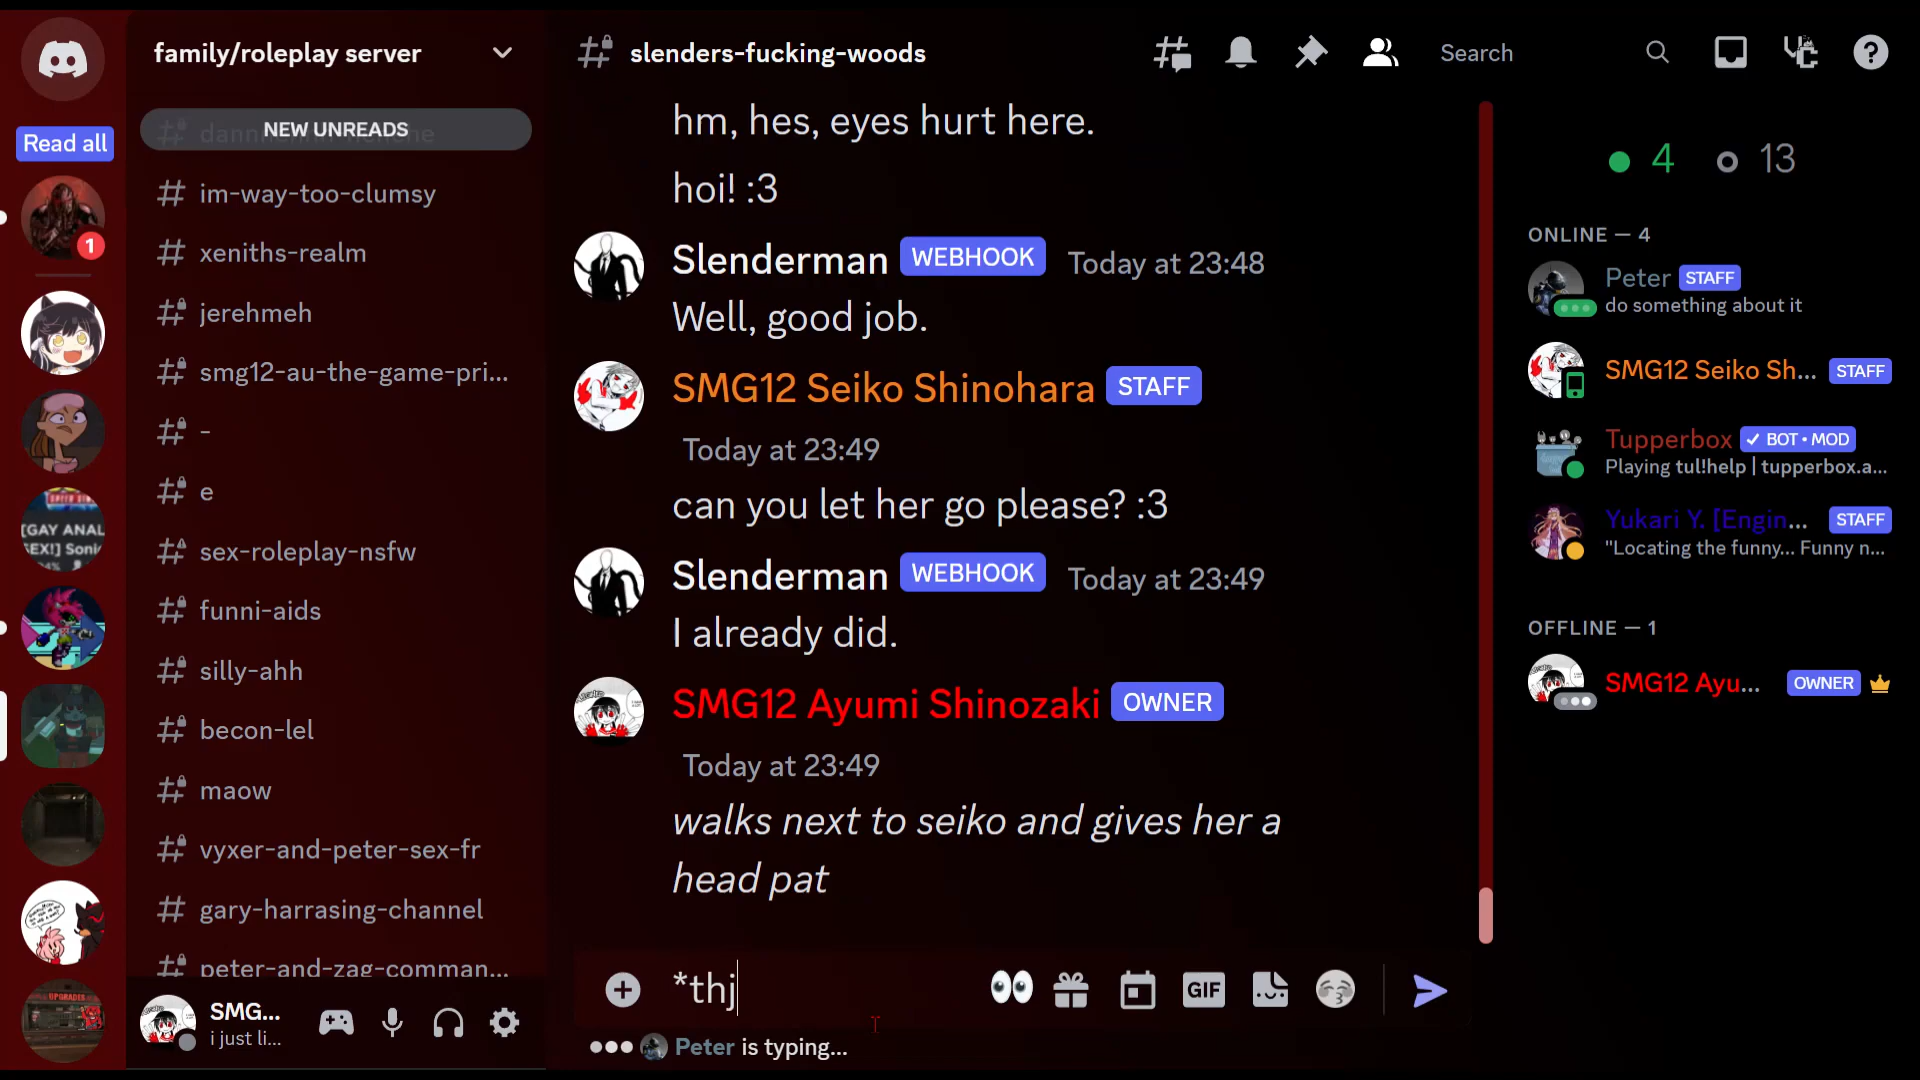 family/roleplay server
slenders-fucking-woods
Search
Read all
NEW UNREADS
im-way-too-clumsy
xeniths-realm
jerehmeh
smg12-au-the-game-pri...
-
e
sex-roleplay-nsfw
funni-aids
silly-ahh
becon-lel
maow
vyxer-and-peter-sex-fr
gary-harrasing-channel
peter-and-zag-comman...
1
[GAY ANAL
UPGRADES
SMG...
i just li...
hm, hes, eyes hurt here.
hoi! :3
Slenderman WEBHOOK Today at 23:48
Well, good job.
SMG12 Seiko Shinohara STAFF
Today at 23:49
can you let her go please? :3
Slenderman WEBHOOK Today at 23:49
I already did.
SMG12 Ayumi Shinozaki OWNER
Today at 23:49
walks next to seiko and gives her a
head pat
*thj
GIF
Peter is typing...
4 13
ONLINE — 4
Peter STAFF
do something about it
SMG12 Seiko Sh... STAFF
Tupperbox BOT • MOD
Playing tul!help | tupperbox.a...
Yukari Y. [Engin... STAFF
"Locating the funny... Funny n...
OFFLINE — 1
SMG12 Ayu... OWNER